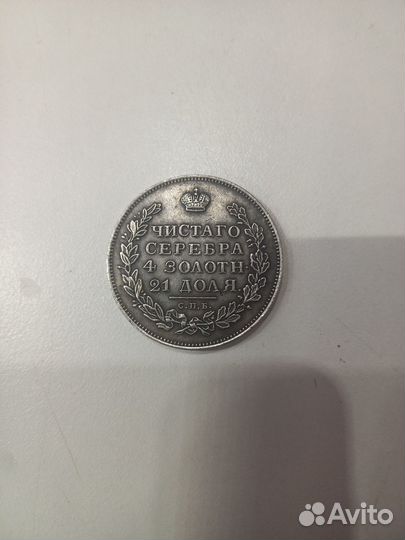 ЧИСТАГО
СЕРЕБРА
4 ЗОЛОТН.
21 ДОЛЯ.
С.П.Б.
Avito